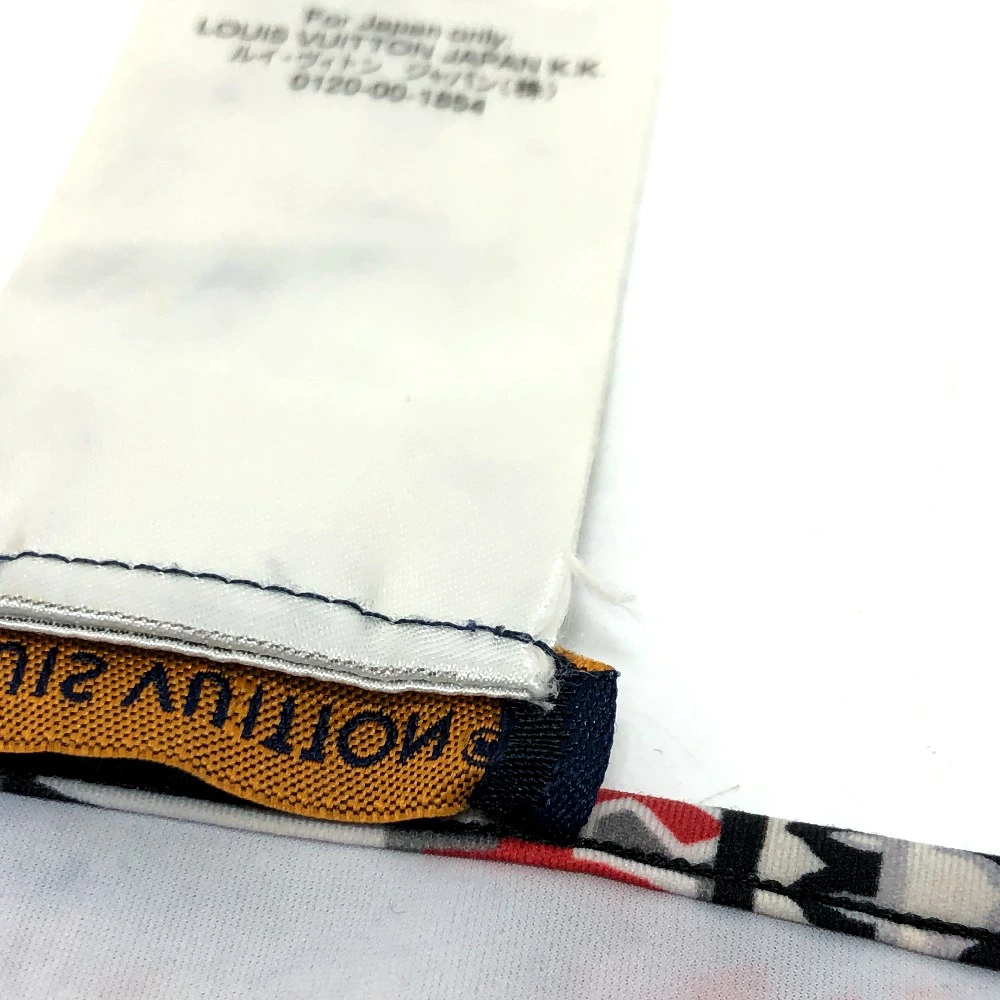 For Japan only,
LOUIS VUITTON JAPAN K.K.
ルイ・ヴィトン ジャパン(株)
0120-00-1854
UIS VUITTON